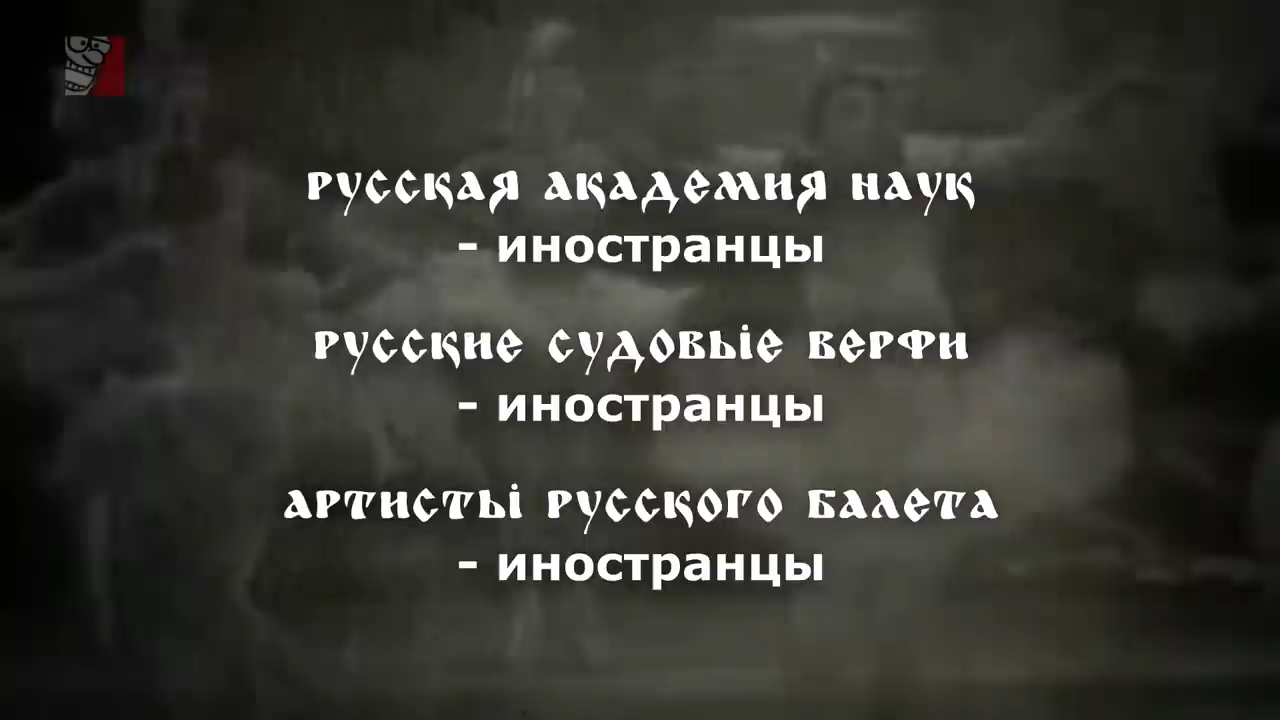 русская академия наук
- иностранцы
русские судовые верфи
- иностранцы
артисты русского балета
- иностранцы